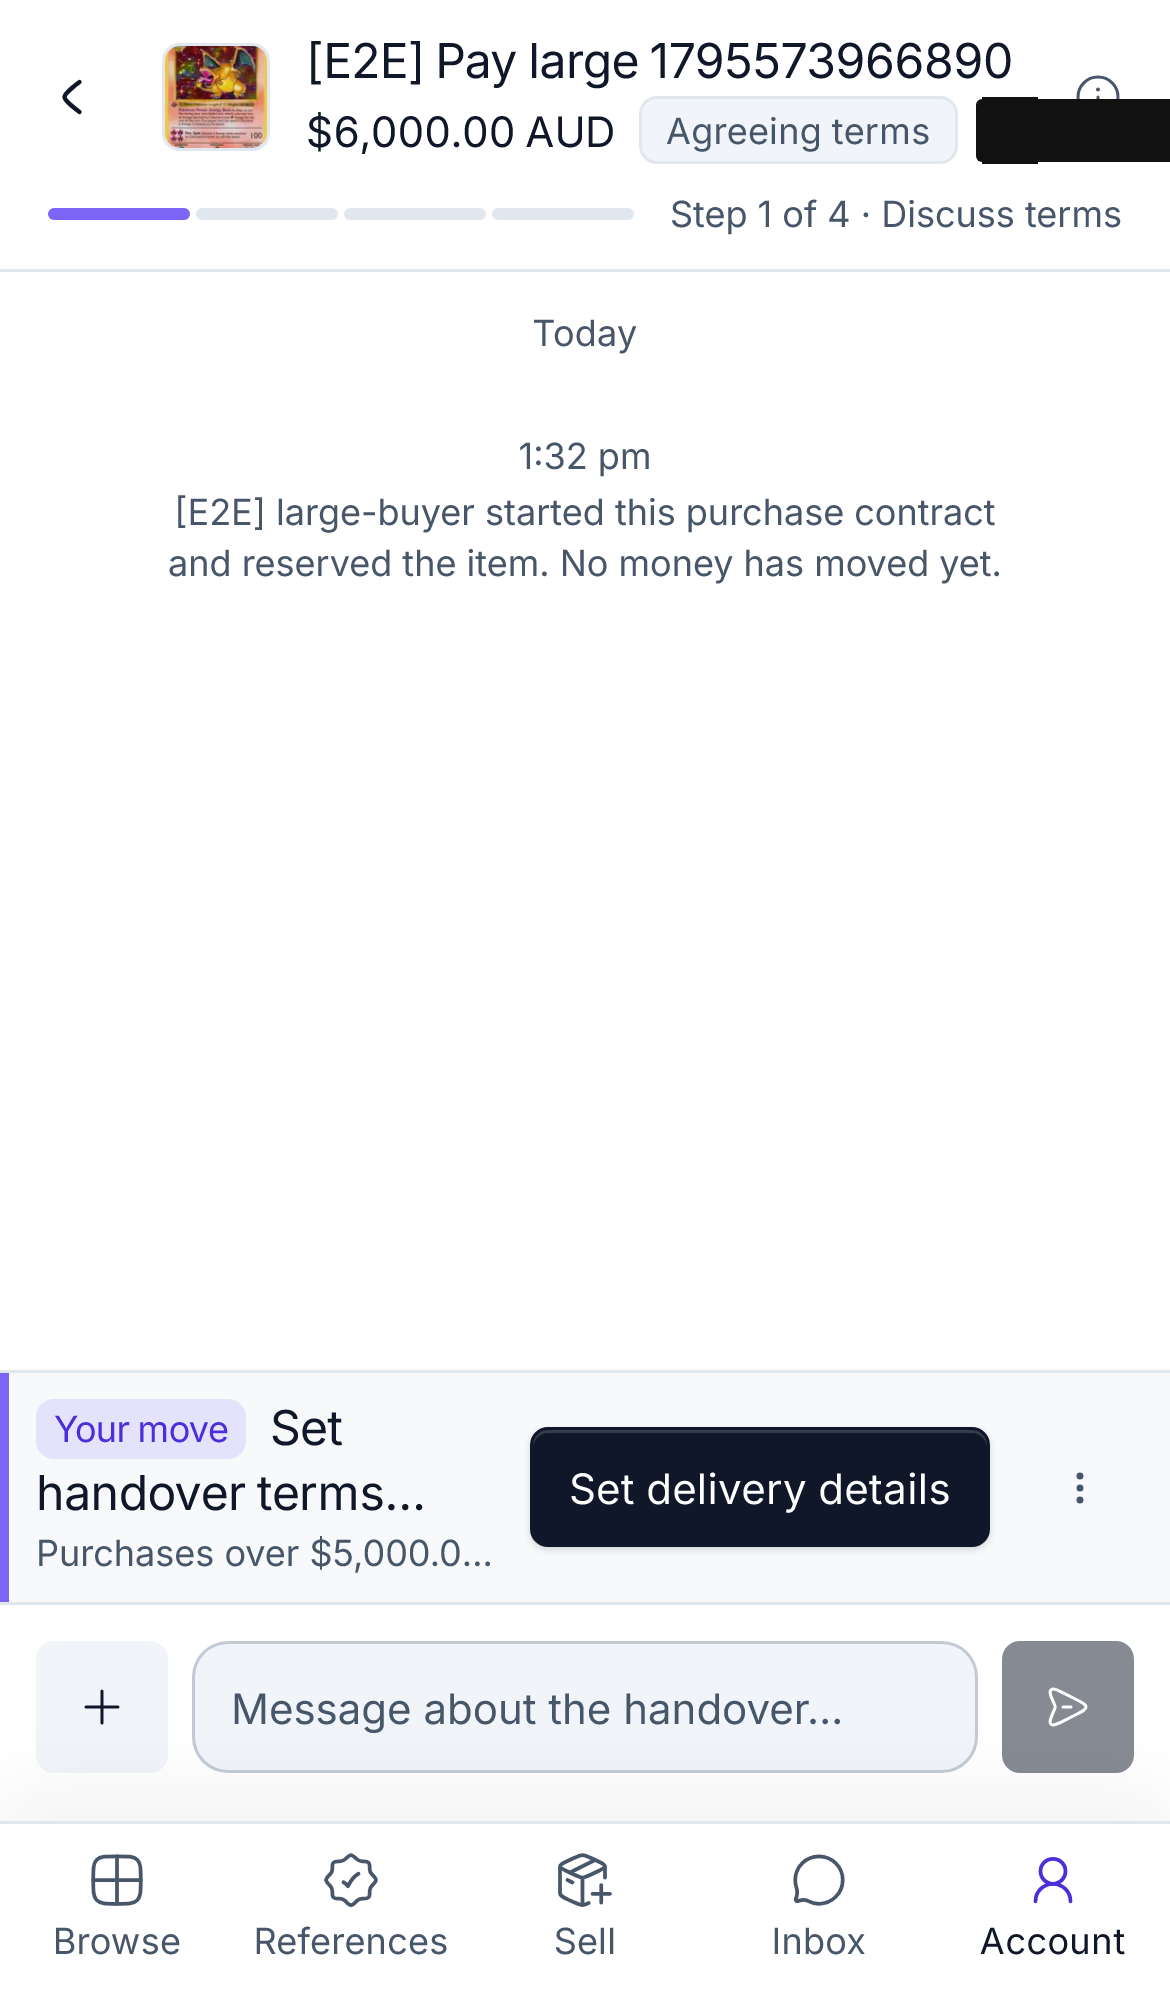 [E2E] Pay large 1795573966890
$6,000.00 AUD Agreeing terms
Step 1 of 4 · Discuss terms
Today
1:32 pm
[E2E] large-buyer started this purchase contract
and reserved the item. No money has moved yet.
Your move Set
handover terms...
Purchases over $5,000.0...
Set delivery details
Message about the handover...
Browse
References
Sell
Inbox
Account